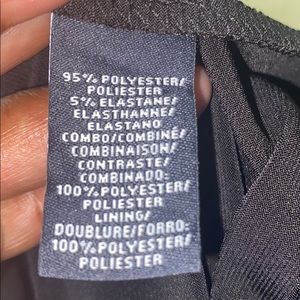 95% POLYESTER/
POLIESTER
5% ELASTANE/
ELASTHANNE/
ELASTANO
COMBO/COMBINÉ/
COMBINAISON/
CONTRASTE/
COMBINADO:
100% POLYESTER/
POLIESTER
LINING/
DOUBLURE/FORRO:
100% POLYESTER/
POLIESTER